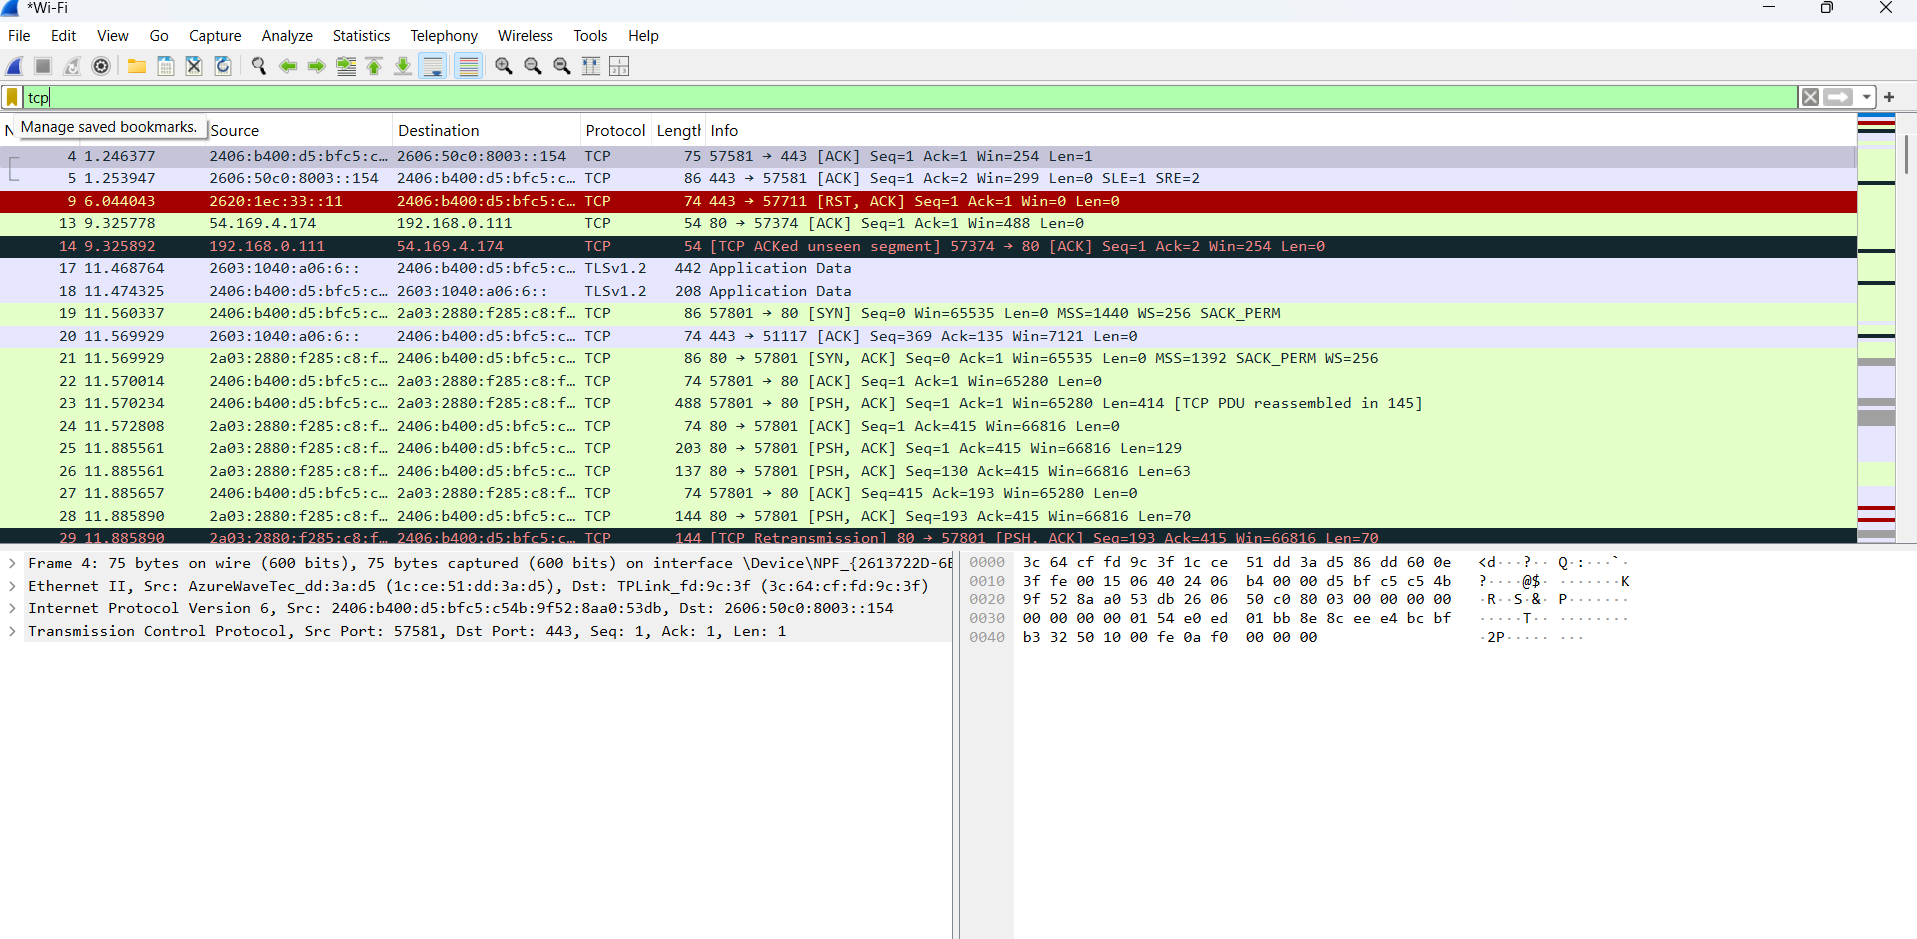 *Wi-Fi
File Edit View Go Capture Analyze Statistics Telephony Wireless Tools Help
tcp
Manage saved bookmarks. Source Destination Protocol Length Info
4 1.246377 2406:b400:d5:bfc5:c… 2606:50c0:8003::154 TCP 75 57581 → 443 [ACK] Seq=1 Ack=1 Win=254 Len=1
5 1.253947 2606:50c0:8003::154 2406:b400:d5:bfc5:c… TCP 86 443 → 57581 [ACK] Seq=1 Ack=2 Win=299 Len=0 SLE=1 SRE=2
9 6.044043 2620:1ec:33::11 2406:b400:d5:bfc5:c… TCP 74 443 → 57711 [RST, ACK] Seq=1 Ack=1 Win=0 Len=0
13 9.325778 54.169.4.174 192.168.0.111 TCP 54 80 → 57374 [ACK] Seq=1 Ack=1 Win=488 Len=0
14 9.325892 192.168.0.111 54.169.4.174 TCP 54 [TCP ACKed unseen segment] 57374 → 80 [ACK] Seq=1 Ack=2 Win=254 Len=0
17 11.468764 2603:1040:a06:6:: 2406:b400:d5:bfc5:c… TLSv1.2 442 Application Data
18 11.474325 2406:b400:d5:bfc5:c… 2603:1040:a06:6:: TLSv1.2 208 Application Data
19 11.560337 2406:b400:d5:bfc5:c… 2a03:2880:f285:c8:f… TCP 86 57801 → 80 [SYN] Seq=0 Win=65535 Len=0 MSS=1440 WS=256 SACK_PERM
20 11.569929 2603:1040:a06:6:: 2406:b400:d5:bfc5:c… TCP 74 443 → 51117 [ACK] Seq=369 Ack=135 Win=7121 Len=0
21 11.569929 2a03:2880:f285:c8:f… 2406:b400:d5:bfc5:c… TCP 86 80 → 57801 [SYN, ACK] Seq=0 Ack=1 Win=65535 Len=0 MSS=1392 SACK_PERM WS=256
22 11.570014 2406:b400:d5:bfc5:c… 2a03:2880:f285:c8:f… TCP 74 57801 → 80 [ACK] Seq=1 Ack=1 Win=65280 Len=0
23 11.570234 2406:b400:d5:bfc5:c… 2a03:2880:f285:c8:f… TCP 488 57801 → 80 [PSH, ACK] Seq=1 Ack=1 Win=65280 Len=414 [TCP PDU reassembled in 145]
24 11.572808 2a03:2880:f285:c8:f… 2406:b400:d5:bfc5:c… TCP 74 80 → 57801 [ACK] Seq=1 Ack=415 Win=66816 Len=0
25 11.885561 2a03:2880:f285:c8:f… 2406:b400:d5:bfc5:c… TCP 203 80 → 57801 [PSH, ACK] Seq=1 Ack=415 Win=66816 Len=129
26 11.885561 2a03:2880:f285:c8:f… 2406:b400:d5:bfc5:c… TCP 137 80 → 57801 [PSH, ACK] Seq=130 Ack=415 Win=66816 Len=63
27 11.885657 2406:b400:d5:bfc5:c… 2a03:2880:f285:c8:f… TCP 74 57801 → 80 [ACK] Seq=415 Ack=193 Win=65280 Len=0
28 11.885890 2a03:2880:f285:c8:f… 2406:b400:d5:bfc5:c… TCP 144 80 → 57801 [PSH, ACK] Seq=193 Ack=415 Win=66816 Len=70
29 11.885890 2a03:2880:f285:c8:f… 2406:b400:d5:bfc5:c… TCP 144 [TCP Retransmission] 80 → 57801 [PSH, ACK] Seq=193 Ack=415 Win=66816 Len=70
Frame 4: 75 bytes on wire (600 bits), 75 bytes captured (600 bits) on interface \Device\NPF_{2613722D-6E
Ethernet II, Src: AzureWaveTec_dd:3a:d5 (1c:ce:51:dd:3a:d5), Dst: TPLink_fd:9c:3f (3c:64:cf:fd:9c:3f)
Internet Protocol Version 6, Src: 2406:b400:d5:bfc5:c54b:9f52:8aa0:53db, Dst: 2606:50c0:8003::154
Transmission Control Protocol, Src Port: 57581, Dst Port: 443, Seq: 1, Ack: 1, Len: 1
0000 3c 64 cf fd 9c 3f 1c ce 51 dd 3a d5 86 dd 60 0e <d···?·· Q·:···`·
0010 3f fe 00 15 06 40 24 06 b4 00 00 d5 bf c5 c5 4b ?····@$· ·······K
0020 9f 52 8a a0 53 db 26 06 50 c0 80 03 00 00 00 00 ·R··S·&· P·······
0030 00 00 00 00 01 54 e0 ed 01 bb 8e 8c ee e4 bc bf ·····T·· ········
0040 b3 32 50 10 00 fe 0a f0 00 00 00 ·2P····· ···